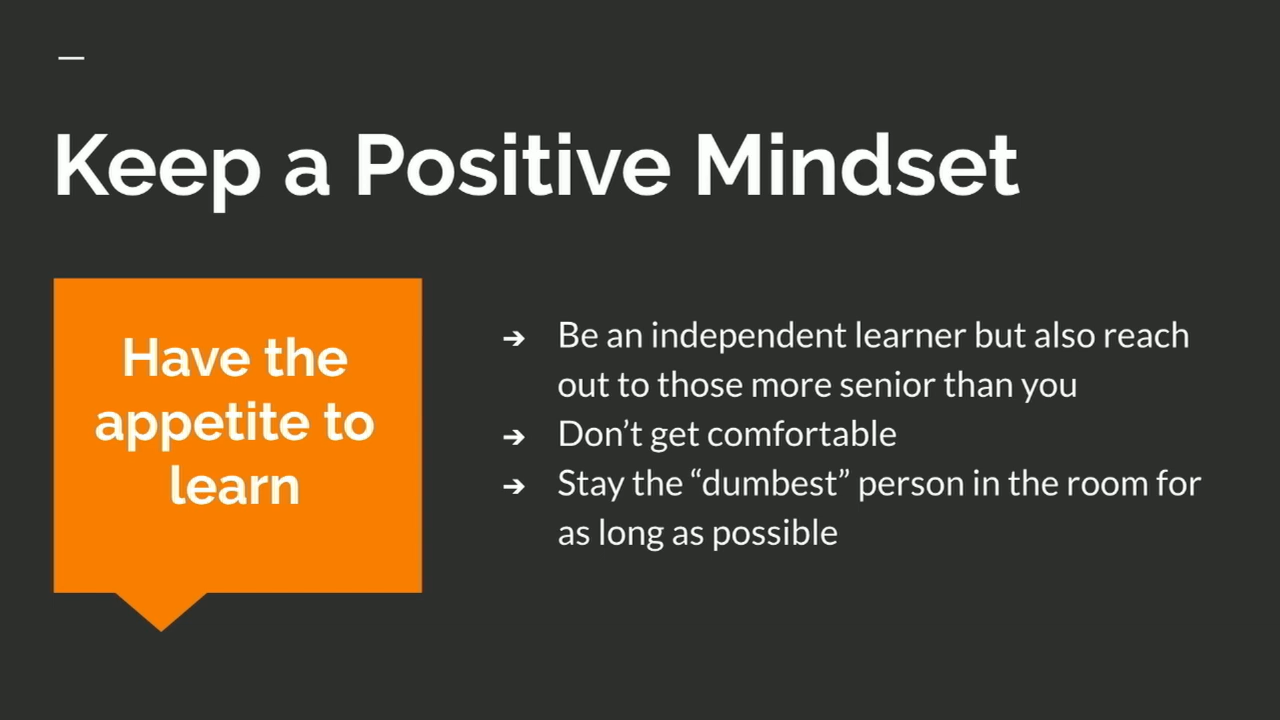 Keep a Positive Mindset
Have the
appetite to
learn
➔ Be an independent learner but also reach
out to those more senior than you
➔ Don’t get comfortable
➔ Stay the “dumbest” person in the room for
as long as possible